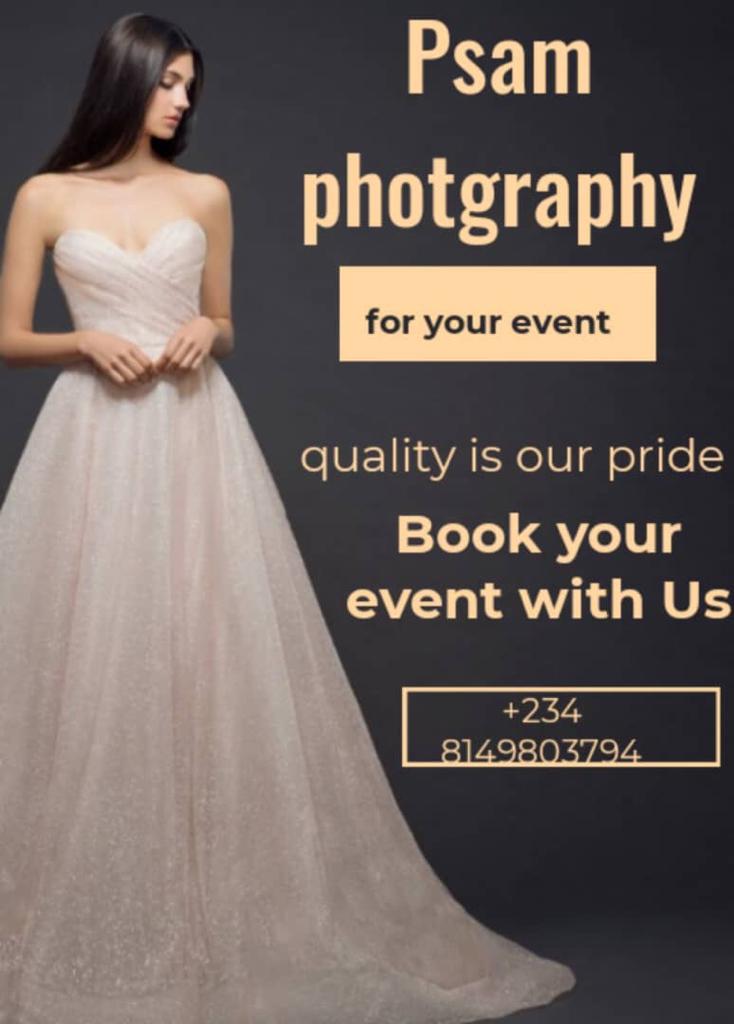 Psam
photgraphy
for your event
quality is our pride
Book your
event with Us
+234
8149803794